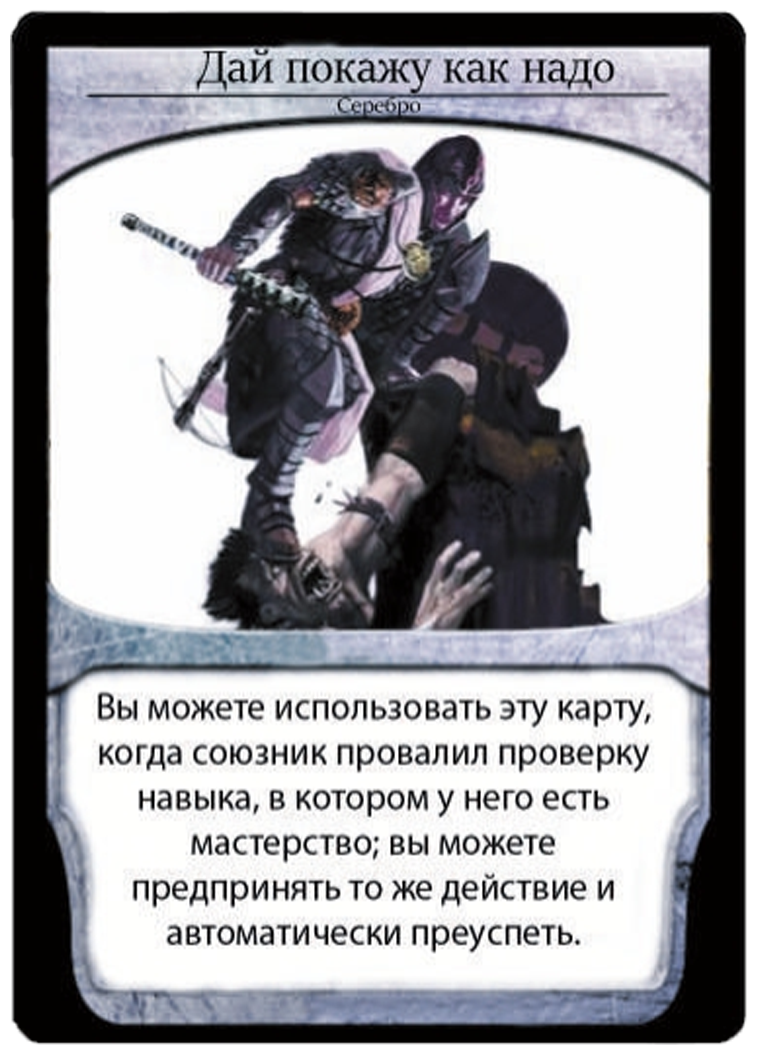 Дай покажу как надо
Серебро
Вы можете использовать эту карту,
когда союзник провалил проверку
навыка, в котором у него есть
мастерство; вы можете
предпринять то же действие и
автоматически преуспеть.